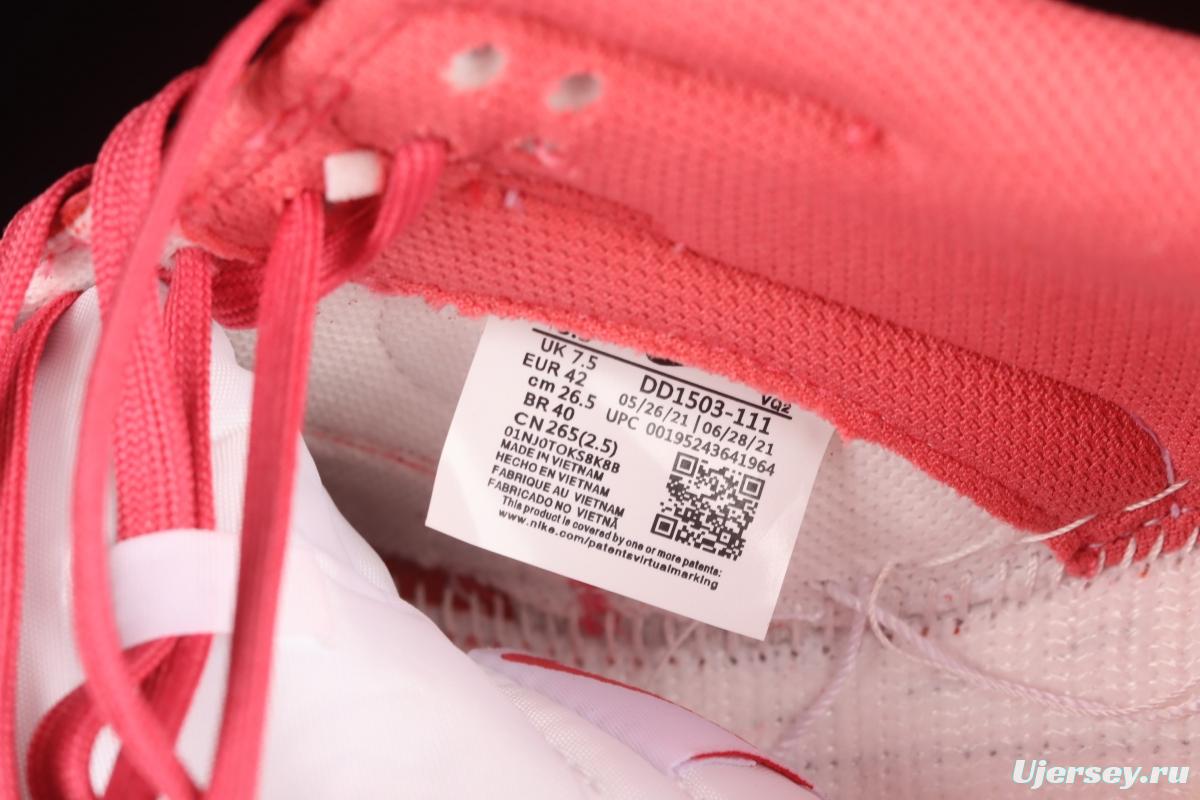 UK 7.5
EUR 42
cm 26.5
BR 40
CN 265(2.5)
VQ2
DD1503-111
05/26/21 | 06/28/21
UPC 00195243641964
01NJ0TOKS8K8B
MADE IN VIETNAM
HECHO EN VIETNAM
FABRIQUE AU VIETNAM
FABRICADO NO VIETNÃ
This product is covered by one or more patents:
www.nike.com/patentsvirtualmarking
Ujersey.ru